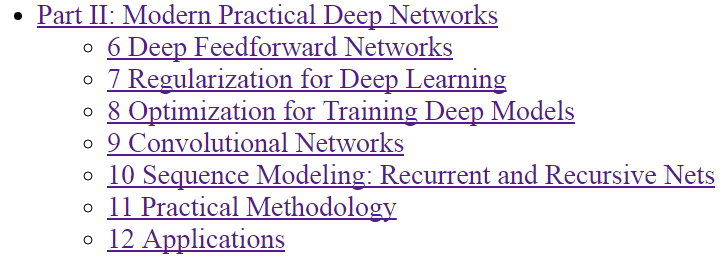 Part II: Modern Practical Deep Networks
6 Deep Feedforward Networks
7 Regularization for Deep Learning
8 Optimization for Training Deep Models
9 Convolutional Networks
10 Sequence Modeling: Recurrent and Recursive Nets
11 Practical Methodology
12 Applications